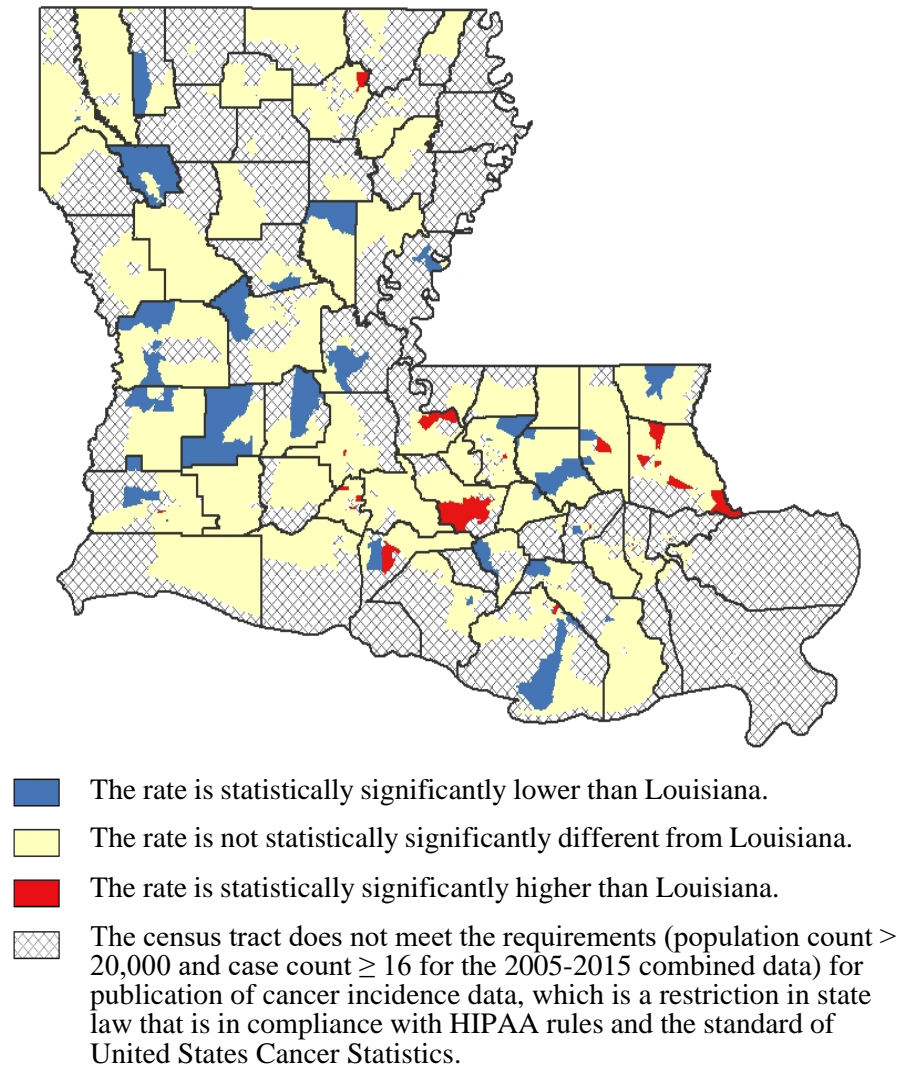 The rate is statistically significantly lower than Louisiana.
The rate is not statistically significantly different from Louisiana.
The rate is statistically significantly higher than Louisiana.
The census tract does not meet the requirements (population count >
20,000 and case count ≥ 16 for the 2005-2015 combined data) for
publication of cancer incidence data, which is a restriction in state
law that is in compliance with HIPAA rules and the standard of
United States Cancer Statistics.